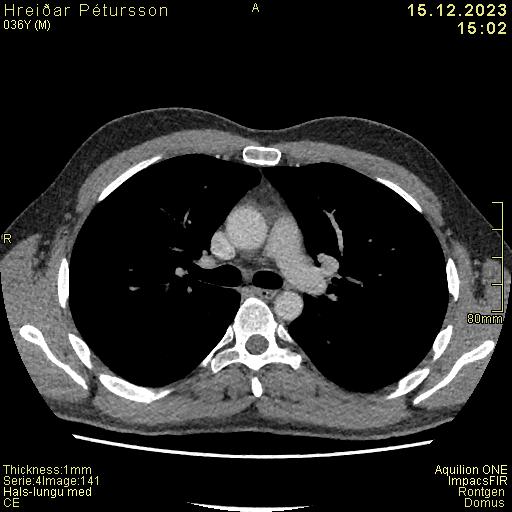 Hreiðar Pétursson
036Y (M)
A
15.12.2023
15:02
R
80mm
Thickness:1mm
Serie:4Image:141
Hals-lungu med
CE
Aquilion ONE
ImpacsFIR
Rontgen
Domus